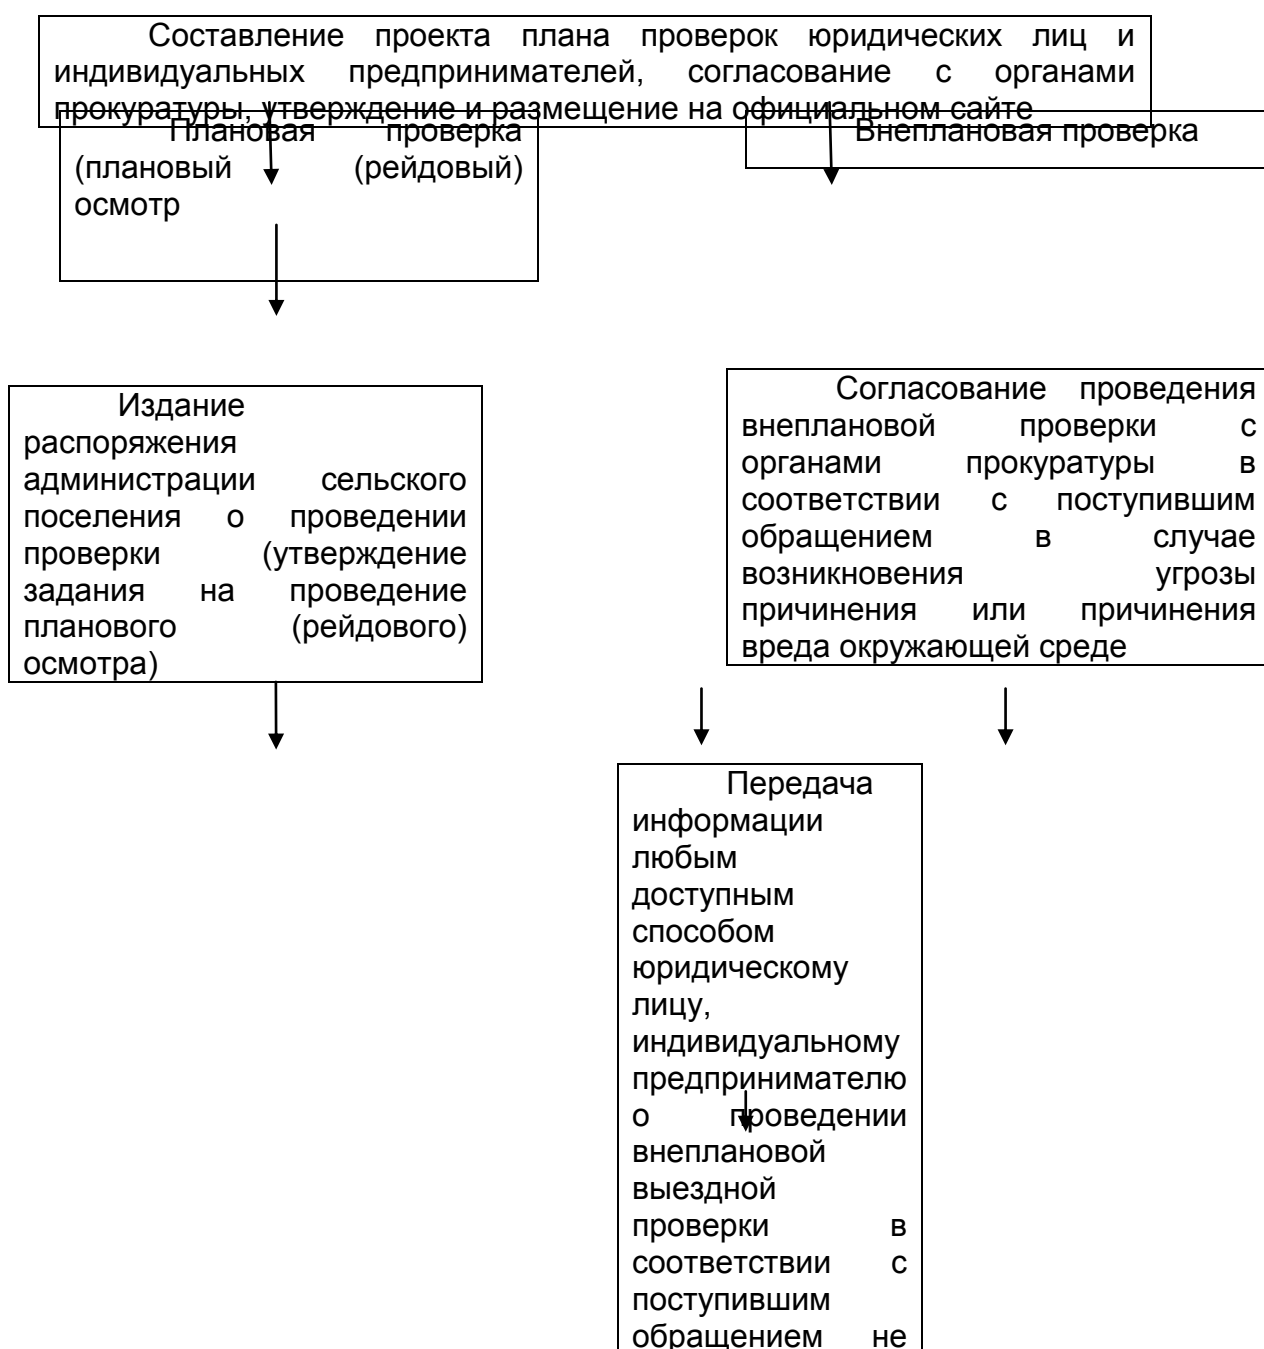 Составление проекта плана проверок юридических лиц и
индивидуальных предпринимателей, согласование с органами
прокуратуры, утверждение и размещение на официальном сайте
Плановая проверка
(плановый (рейдовый)
осмотр
Внеплановая проверка
Издание
распоряжения
администрации сельского
поселения о проведении
проверки (утверждение
задания на проведение
планового (рейдового)
осмотра)
Согласование проведения
внеплановой проверки с
органами прокуратуры в
соответствии с поступившим
обращением в случае
возникновения угрозы
причинения или причинения
вреда окружающей среде
Передача
информации
любым
доступным
способом
юридическому
лицу,
индивидуальному
предпринимателю
о проведении
внеплановой
выездной
проверки в
соответствии с
поступившим
обращением не